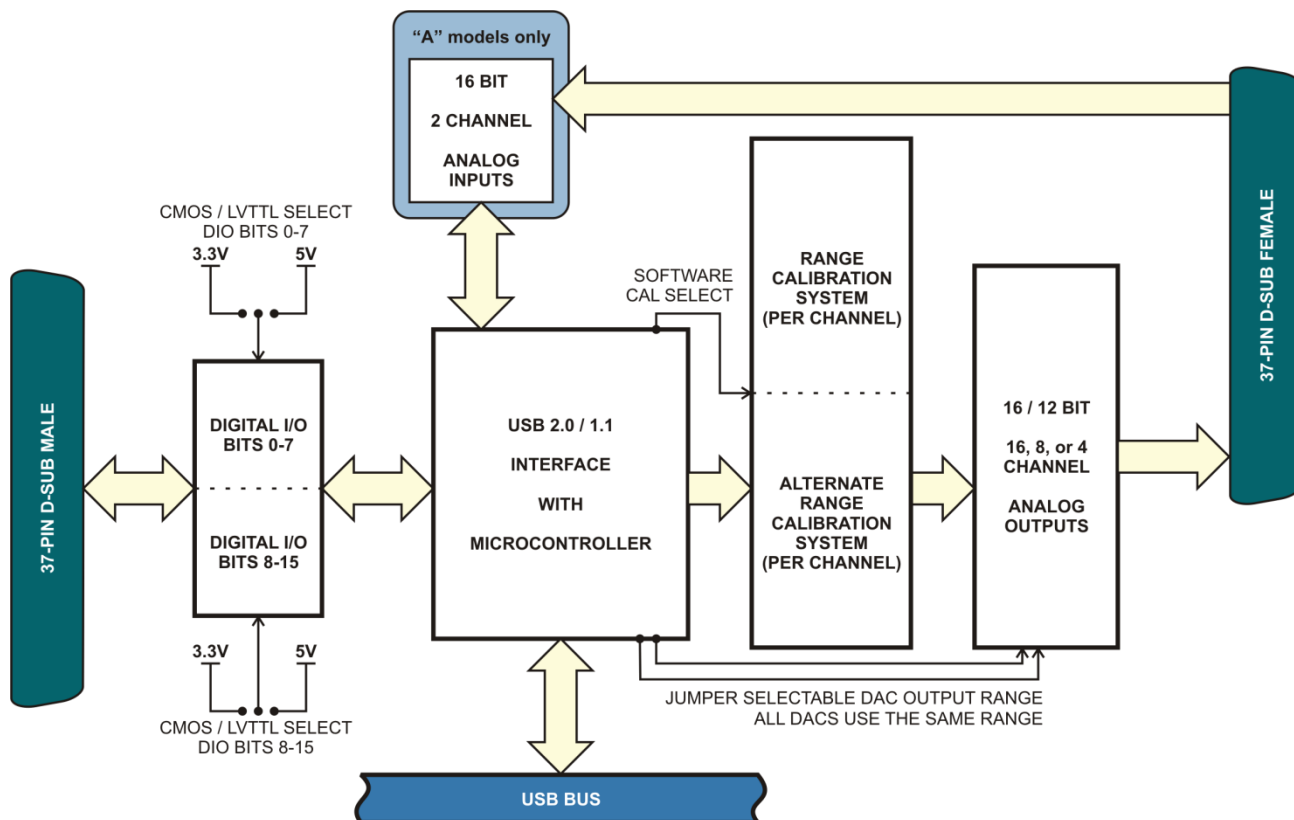 “A” models only
16 BIT
2 CHANNEL
ANALOG
INPUTS
CMOS / LVTTL SELECT
DIO BITS 0-7
3.3V
5V
37-PIN D-SUB MALE
DIGITAL I/O
BITS 0-7
DIGITAL I/O
BITS 8-15
3.3V
5V
CMOS / LVTTL SELECT
DIO BITS 8-15
USB 2.0 / 1.1
INTERFACE
WITH
MICROCONTROLLER
SOFTWARE
CAL SELECT
RANGE
CALIBRATION
SYSTEM
(PER CHANNEL)
ALTERNATE
RANGE
CALIBRATION
SYSTEM
(PER CHANNEL)
16 / 12 BIT
16, 8, or 4
CHANNEL
ANALOG
OUTPUTS
37-PIN D-SUB FEMALE
JUMPER SELECTABLE DAC OUTPUT RANGE
ALL DACS USE THE SAME RANGE
USB BUS